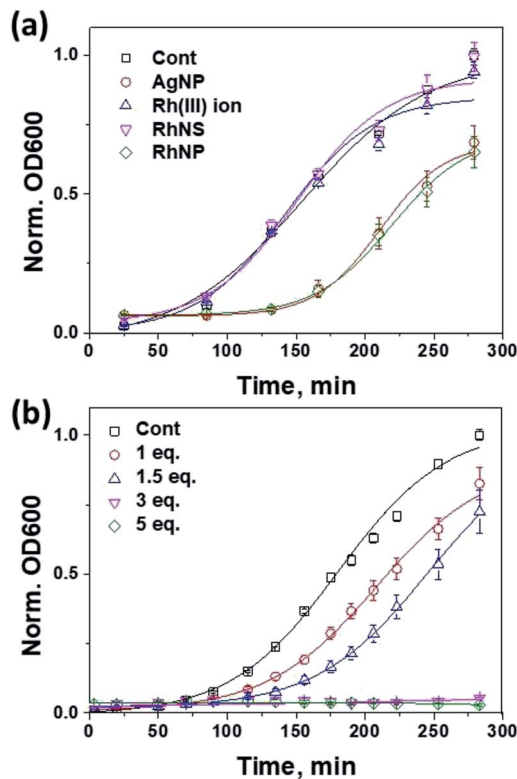 (a)
1.0
0.5
0.0
Norm. OD600
Cont
AgNP
Rh(III) ion
RhNS
RhNP
0 50 100 150 200 250 300
Time, min
(b)
1.0
0.5
0.0
Norm. OD600
Cont
1 eq.
1.5 eq.
3 eq.
5 eq.
0 50 100 150 200 250 300
Time, min